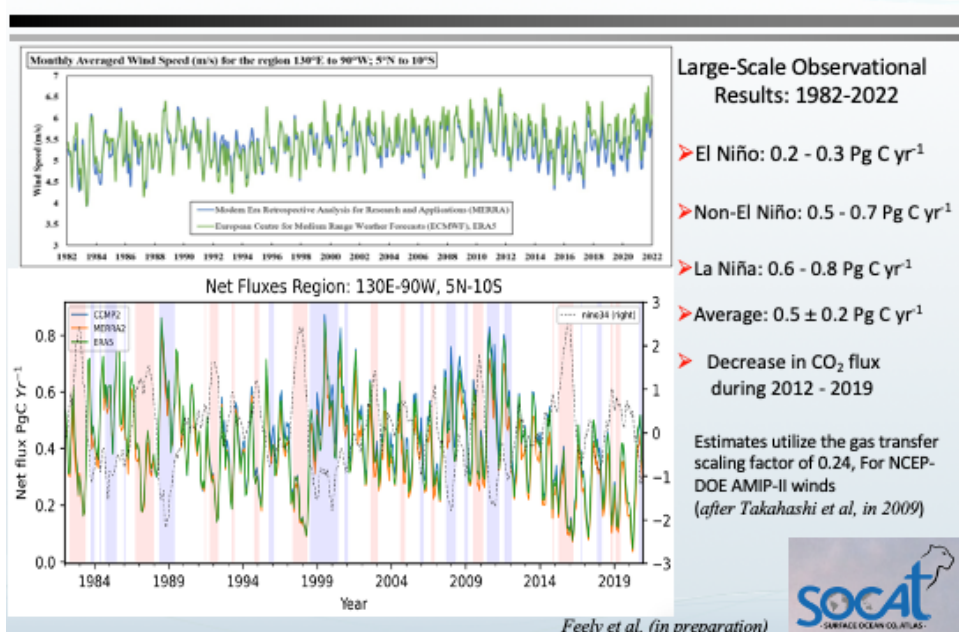 Monthly Averaged Wind Speed (m/s) for the region 130°E to 90°W; 5°N to 10°S
7
6.5
6
5.5
5
4.5
4
3.5
3
Wind Speed (m/s)
Modern Era Retrospective Analysis for Research and Applications (MERRA)
European Centre for Medium Range Weather Forecasts (ECMWF), ERA5
1982 1984 1986 1988 1990 1992 1994 1996 1998 2000 2002 2004 2006 2008 2010 2012 2014 2016 2018 2020 2022
Net Fluxes Region: 130E-90W, 5N-10S
CCMP2
MERRA2
ERA5
nino34 (right)
0.8
0.6
0.4
0.2
0.0
Net flux PgC Yr⁻¹
3
2
1
0
−1
−2
−3
1984 1989 1994 1999 2004 2009 2014 2019
Year
Large-Scale Observational
Results: 1982-2022
➢El Niño: 0.2 - 0.3 Pg C yr⁻¹
➢Non-El Niño: 0.5 - 0.7 Pg C yr⁻¹
➢La Niña: 0.6 - 0.8 Pg C yr⁻¹
➢Average: 0.5 ± 0.2 Pg C yr⁻¹
➢ Decrease in CO₂ flux
during 2012 - 2019
Estimates utilize the gas transfer
scaling factor of 0.24, For NCEP-
DOE AMIP-II winds
(after Takahashi et al, in 2009)
SOCAT
- SURFACE OCEAN CO₂ ATLAS -
Feely et al. (in preparation)